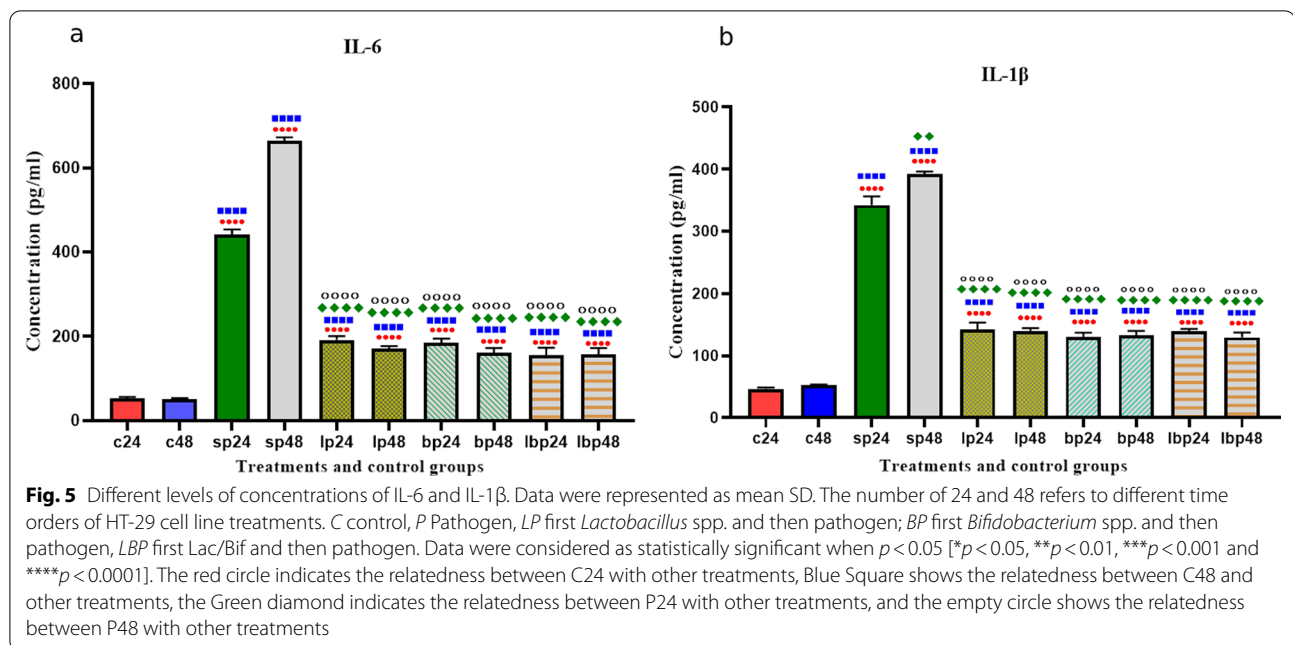 a
IL-6
Concentration (pg/ml)
800
600
400
200
0
c24 c48 sp24 sp48 lp24 lp48 bp24 bp48 lbp24 lbp48
Treatments and control groups
b
IL-1β
Concentration (pg/ml)
500
400
300
200
100
0
c24 c48 sp24 sp48 lp24 lp48 bp24 bp48 lbp24 lbp48
Treatments and control groups
Fig. 5 Different levels of concentrations of IL-6 and IL-1β. Data were represented as mean SD. The number of 24 and 48 refers to different time
orders of HT-29 cell line treatments. C control, P Pathogen, LP first Lactobacillus spp. and then pathogen; BP first Bifidobacterium spp. and then
pathogen, LBP first Lac/Bif and then pathogen. Data were considered as statistically significant when p < 0.05 [*p < 0.05, **p < 0.01, ***p < 0.001 and
****p < 0.0001]. The red circle indicates the relatedness between C24 with other treatments, Blue Square shows the relatedness between C48 and
other treatments, the Green diamond indicates the relatedness between P24 with other treatments, and the empty circle shows the relatedness
between P48 with other treatments